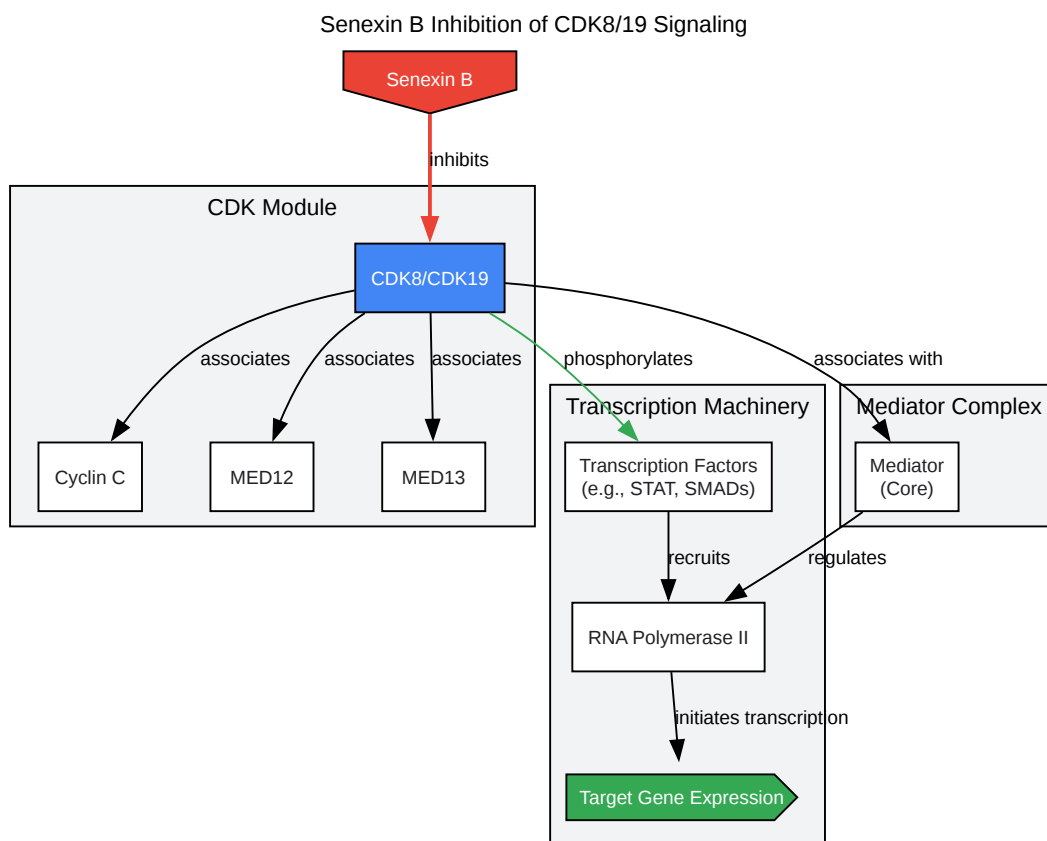 Senexin B Inhibition of CDK8/19 Signaling
Senexin B
inhibits
CDK Module
CDK8/CDK19
associates
associates
associates
phosphorylates
associates with
Transcription Machinery
Mediator Complex
Cyclin C
MED12
MED13
Transcription Factors
(e.g., STAT, SMADs)
Mediator
(Core)
recruits
regulates
RNA Polymerase II
initiates transcription
Target Gene Expression